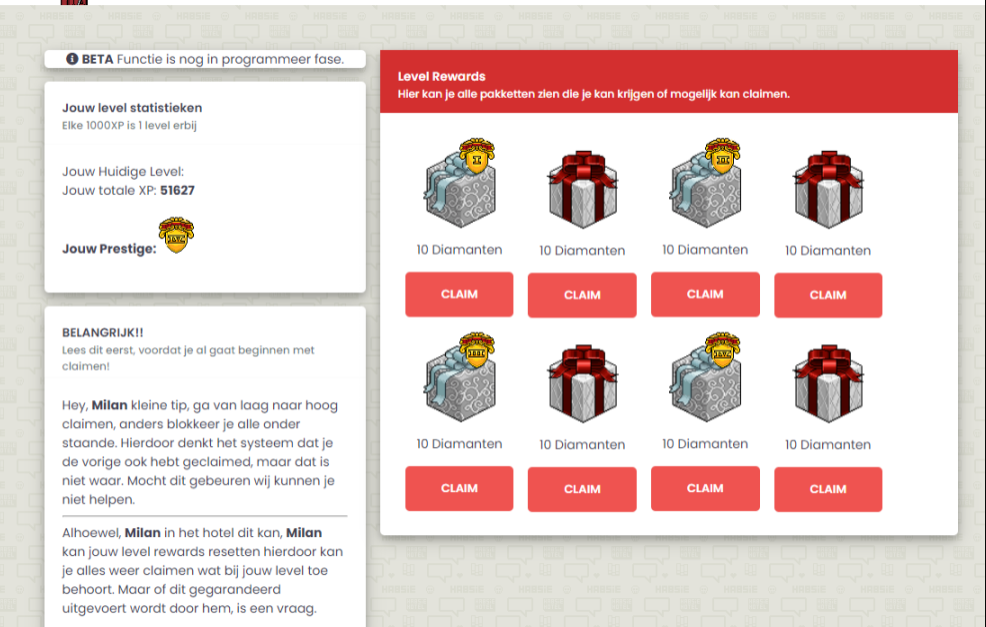 BETA Functie is nog in programmeer fase.
Jouw level statistieken
Elke 1000XP is 1 level erbij
Jouw Huidige Level:
Jouw totale XP: 51627
Jouw Prestige:
BELANGRIJK!!
Lees dit eerst, voordat je al gaat beginnen met
claimen!
Hey, Milan kleine tip, ga van laag naar hoog
claimen, anders blokkeer je alle onder
staande. Hierdoor denkt het systeem dat je
de vorige ook hebt geclaimed, maar dat is
niet waar. Mocht dit gebeuren wij kunnen je
niet helpen.
Alhoewel, Milan in het hotel dit kan, Milan
kan jouw level rewards resetten hierdoor kan
je alles weer claimen wat bij jouw level toe
behoort. Maar of dit gegarandeerd
uitgevoert wordt door hem, is een vraag.
Level Rewards
Hier kan je alle pakketten zien die je kan krijgen of mogelijk kan claimen.
I II
10 Diamanten 10 Diamanten 10 Diamanten 10 Diamanten
CLAIM CLAIM CLAIM CLAIM
III
10 Diamanten 10 Diamanten 10 Diamanten 10 Diamanten
CLAIM CLAIM CLAIM CLAIM